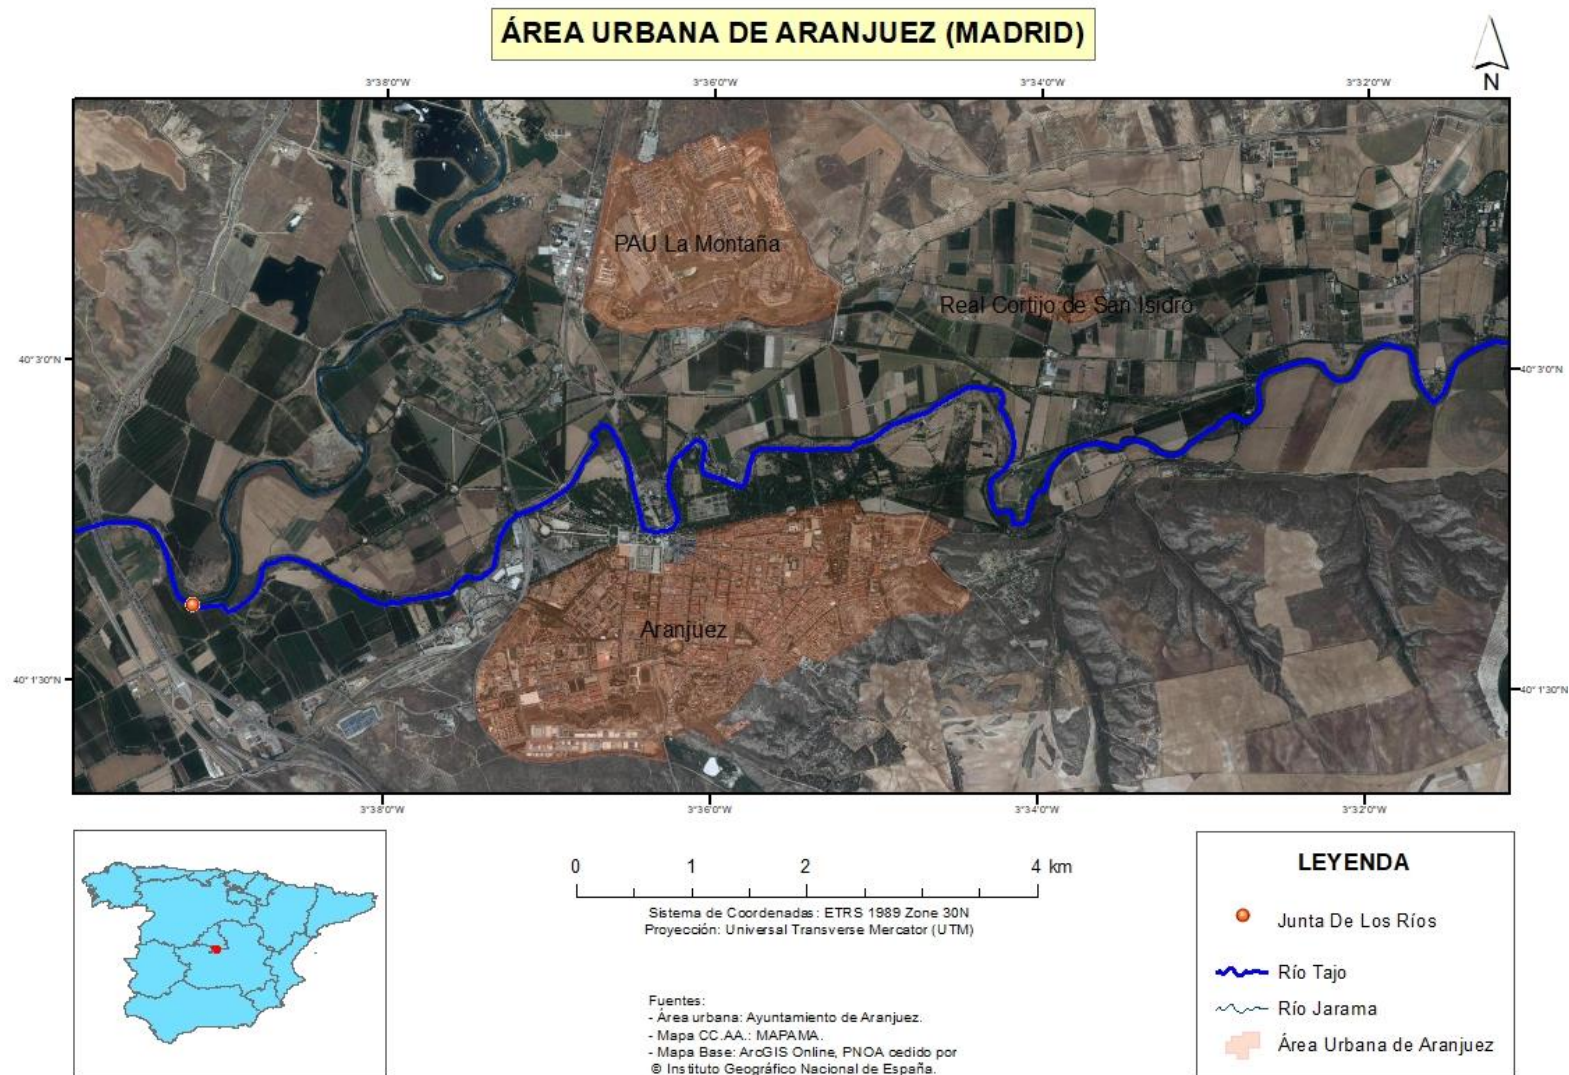 ÁREA URBANA DE ARANJUEZ (MADRID)
N
3°38'0"W
3°36'0"W
3°34'0"W
3°32'0"W
PAU La Montaña
Real Cortijo de San Isidro
40° 3'0"N
40° 3'0"N
Aranjuez
40° 1'30"N
40° 1'30"N
3°38'0"W
3°36'0"W
3°34'0"W
3°32'0"W
0 1 2 4 km
Sistema de Coordenadas: ETRS 1989 Zone 30N
Proyección: Universal Transverse Mercator (UTM)
Fuentes:
- Área urbana: Ayuntamiento de Aranjuez.
- Mapa CC.AA.: MAPAMA.
- Mapa Base: ArcGIS Online, PNOA cedido por
© Instituto Geográfico Nacional de España.
LEYENDA
Junta De Los Ríos
Río Tajo
Río Jarama
Área Urbana de Aranjuez